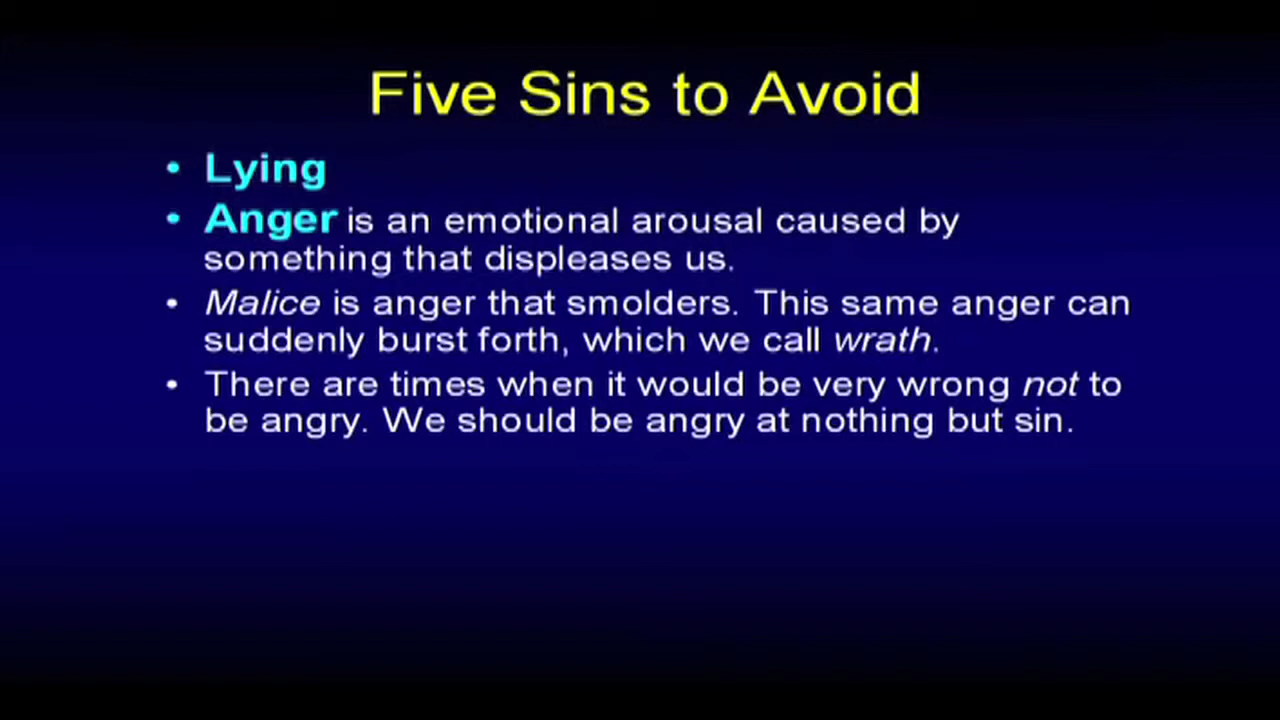 Five Sins to Avoid
• Lying
• Anger is an emotional arousal caused by
something that displeases us.
• Malice is anger that smolders. This same anger can
suddenly burst forth, which we call wrath.
• There are times when it would be very wrong not to
be angry. We should be angry at nothing but sin.